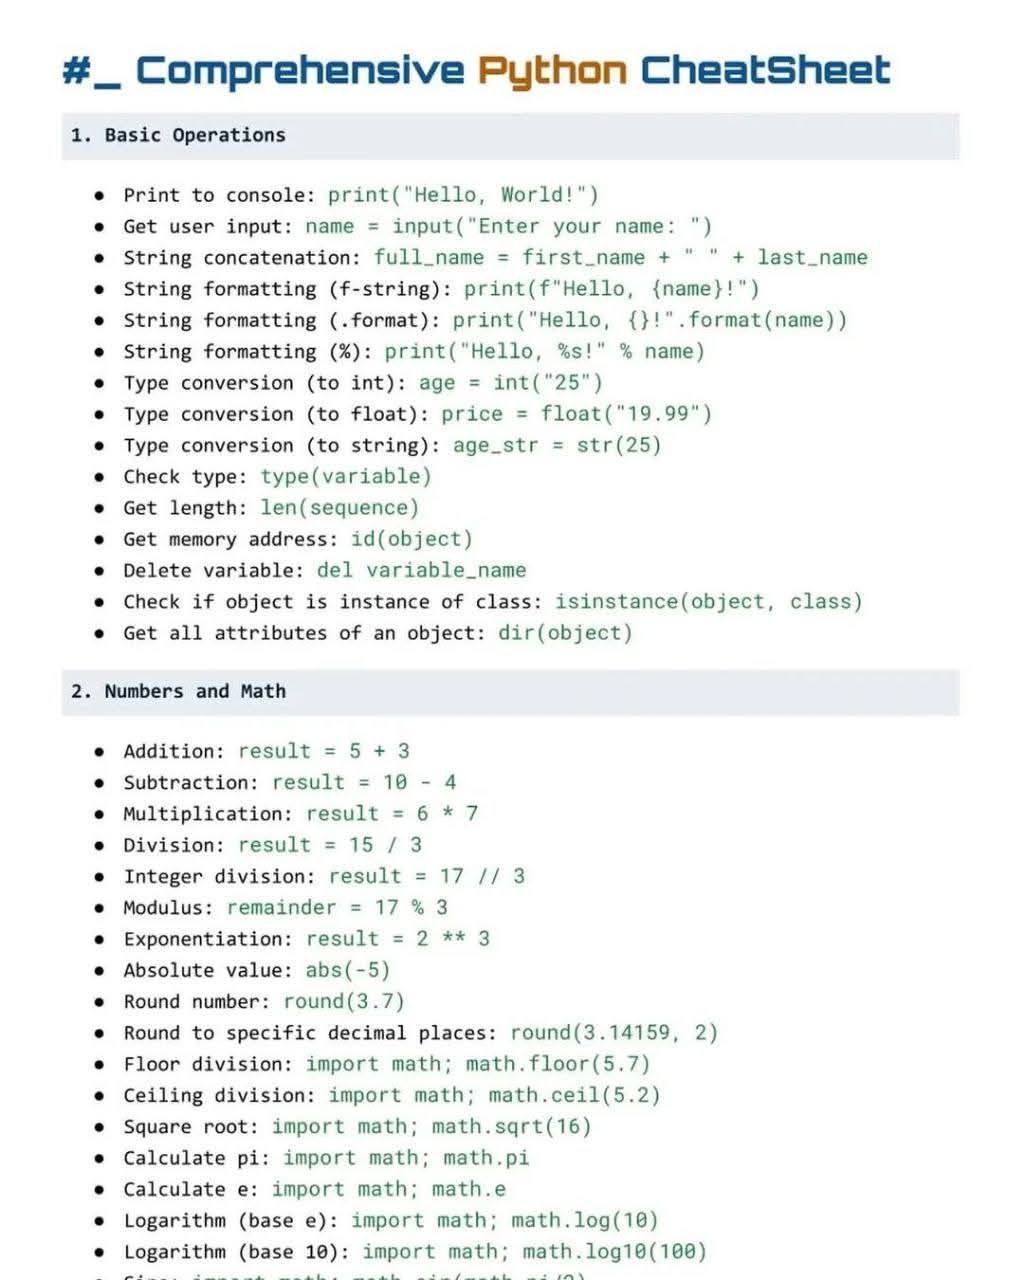 #_ Comprehensive Python CheatSheet
1. Basic Operations
● Print to console: print("Hello, World!")
● Get user input: name = input("Enter your name: ")
● String concatenation: full_name = first_name + " " + last_name
● String formatting (f-string): print(f"Hello, {name}!")
● String formatting (.format): print("Hello, {}!".format(name))
● String formatting (%): print("Hello, %s!" % name)
● Type conversion (to int): age = int("25")
● Type conversion (to float): price = float("19.99")
● Type conversion (to string): age_str = str(25)
● Check type: type(variable)
● Get length: len(sequence)
● Get memory address: id(object)
● Delete variable: del variable_name
● Check if object is instance of class: isinstance(object, class)
● Get all attributes of an object: dir(object)
2. Numbers and Math
● Addition: result = 5 + 3
● Subtraction: result = 10 - 4
● Multiplication: result = 6 * 7
● Division: result = 15 / 3
● Integer division: result = 17 // 3
● Modulus: remainder = 17 % 3
● Exponentiation: result = 2 ** 3
● Absolute value: abs(-5)
● Round number: round(3.7)
● Round to specific decimal places: round(3.14159, 2)
● Floor division: import math; math.floor(5.7)
● Ceiling division: import math; math.ceil(5.2)
● Square root: import math; math.sqrt(16)
● Calculate pi: import math; math.pi
● Calculate e: import math; math.e
● Logarithm (base e): import math; math.log(10)
● Logarithm (base 10): import math; math.log10(100)